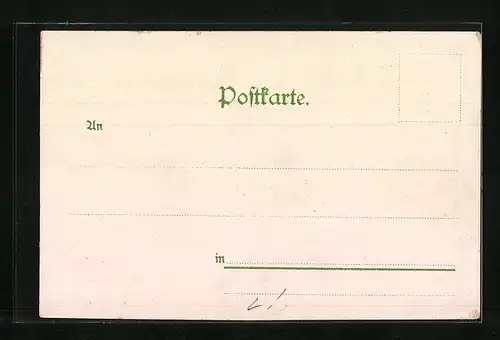 Postkarte.
An
in